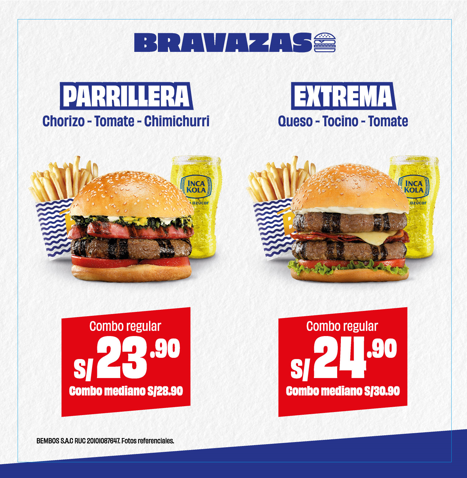 BRAVAZAS
PARRILLERA
Chorizo - Tomate - Chimichurri
EXTREMA
Queso - Tocino - Tomate
INCA
KOLA
INCA
KOLA
Combo regular
S/23.90
Combo mediano S/28.90
Combo regular
S/24.90
Combo mediano S/30.90
BEMBOS S.A.C RUC 20101087647. Fotos referenciales.